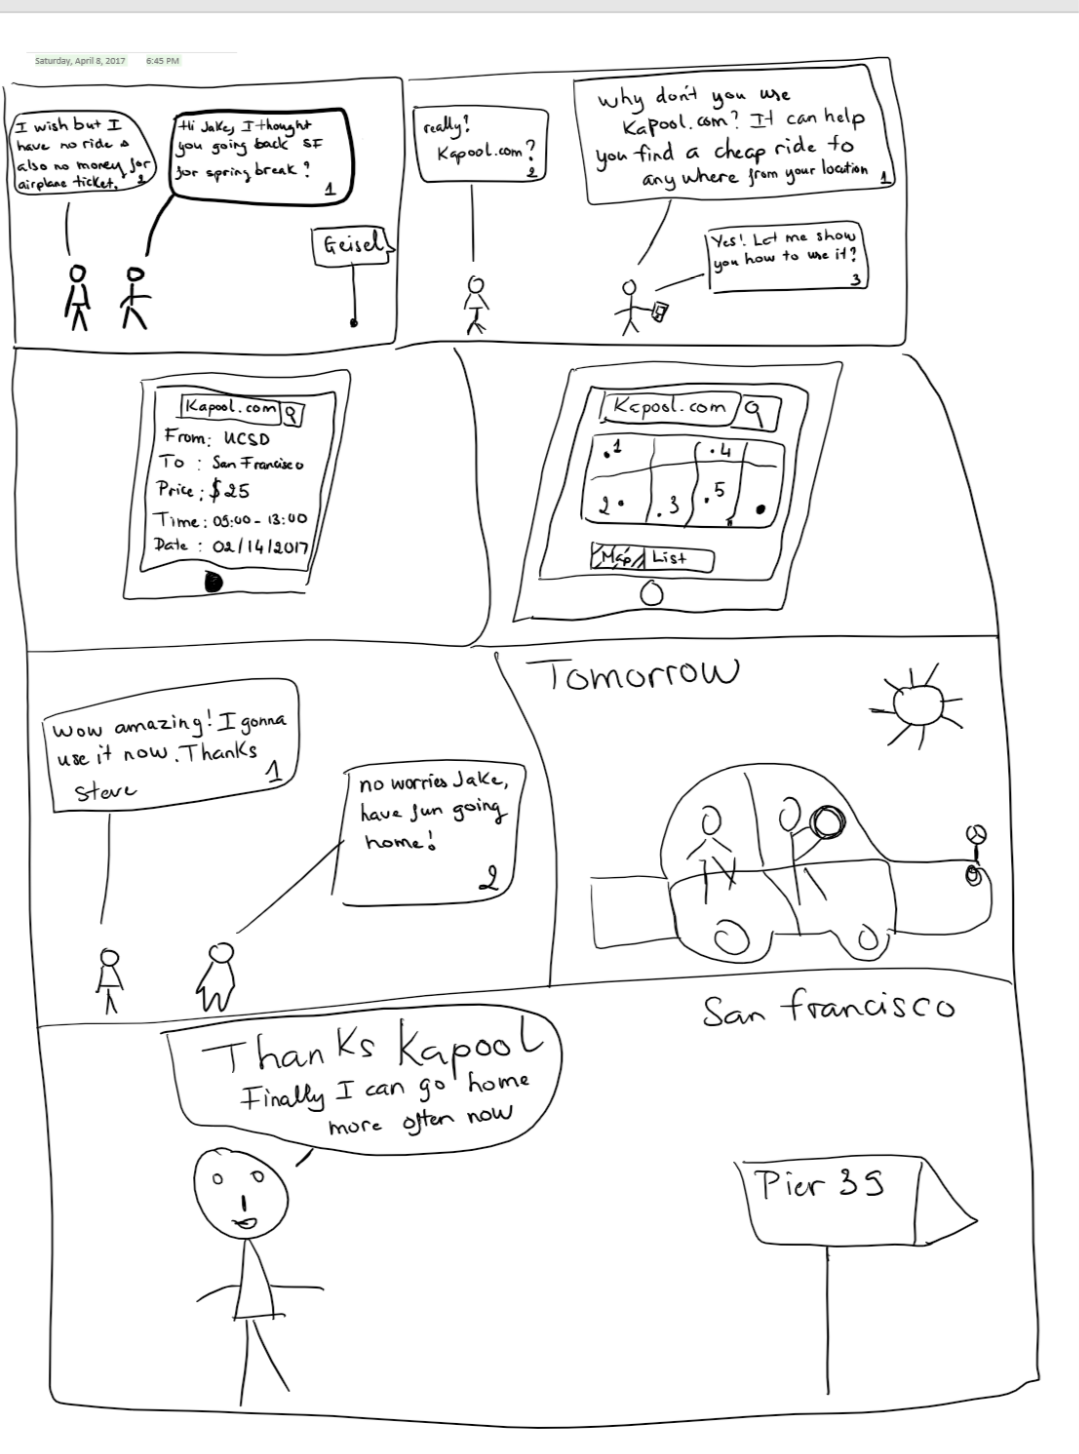 Saturday, April 8, 2017 6:45 PM
I wish but I
have no ride &
also no money for
airplane ticket. 2
Hi Jake, I thought
you going back SF
for spring break?
1
Geisel
really?
Kapool.com?
2
Why don't you use
Kapool.com? It can help
you find a cheap ride to
any where from your location 1
Yes! Let me show
you how to use it?
3
Kapool.com
From: UCSD
To : San Francisco
Price: $25
Time: 05:00 - 13:00
Date : 02/14/2017
Kapool.com
.1 .4
2. .3 .5
Map List
Wow amazing! I gonna
use it now. Thanks
Steve
1
no worries Jake,
have fun going
home!
2
Tomorrow
San francisco
Thanks Kapool
Finally I can go home
more often now
Pier 39